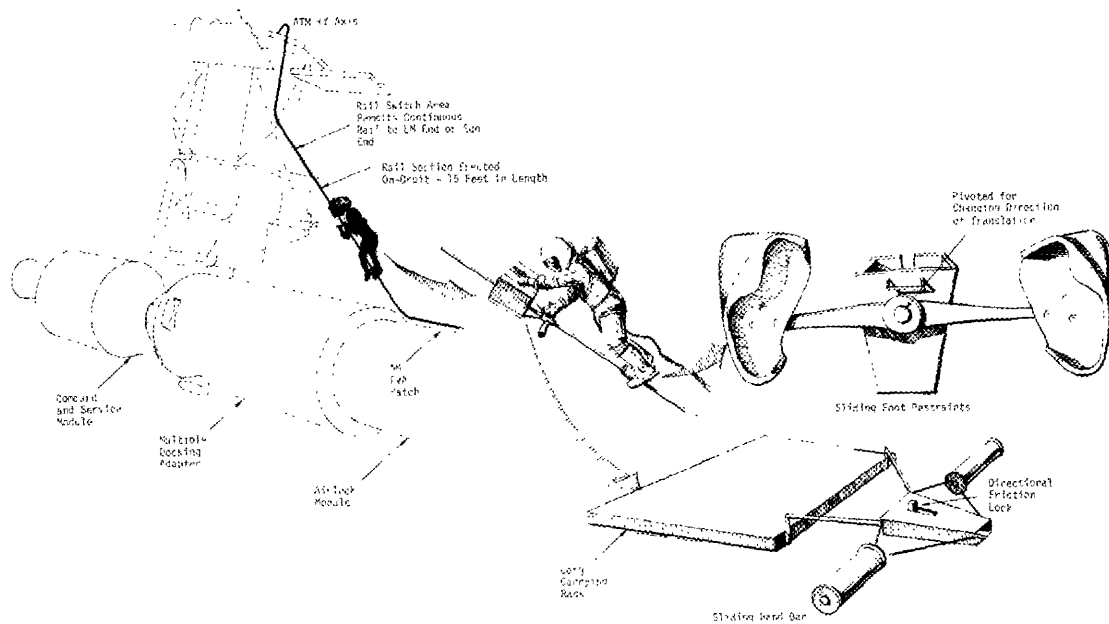 ATM
Axis
Rail Switch Area
Permits Continuous
Rail to LM End or Sun
End
Rail Section Erected
On-Orbit - 15 Feet in Length
Pivoted for
Changing Direction
of Translation
AM
EVA
Hatch
Command
and Service
Module
Multiple
Docking
Adapter
Airlock
Module
Sliding Foot Restraints
Directional
Friction
Lock
Carrying
Rack
Sliding Hand Bar